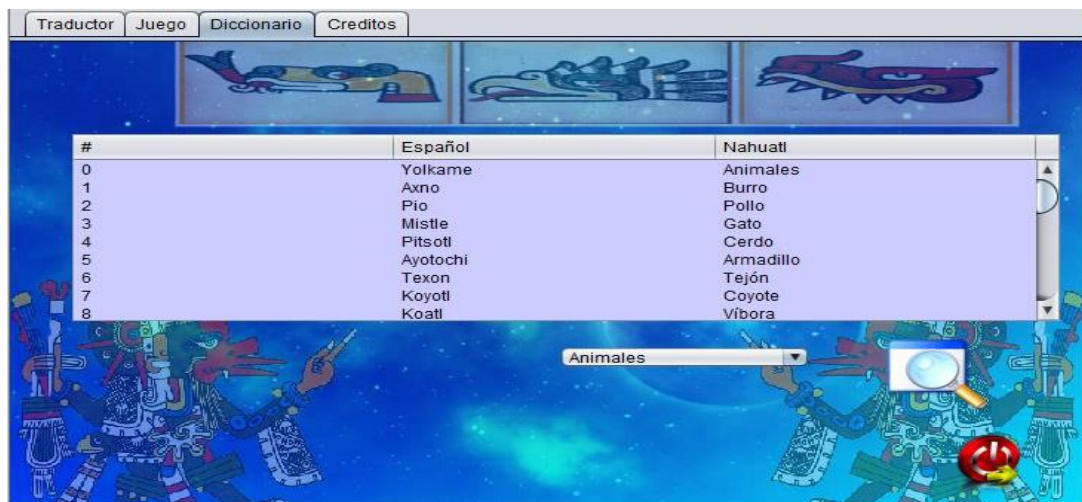 Traductor Juego Diccionario Creditos
# Español Nahuatl
0 Yolkame Animales
1 Axno Burro
2 Pio Pollo
3 Mistle Gato
4 Pitsotl Cerdo
5 Ayotochi Armadillo
6 Texon Tejón
7 Koyotl Coyote
8 Koatl Víbora
Animales